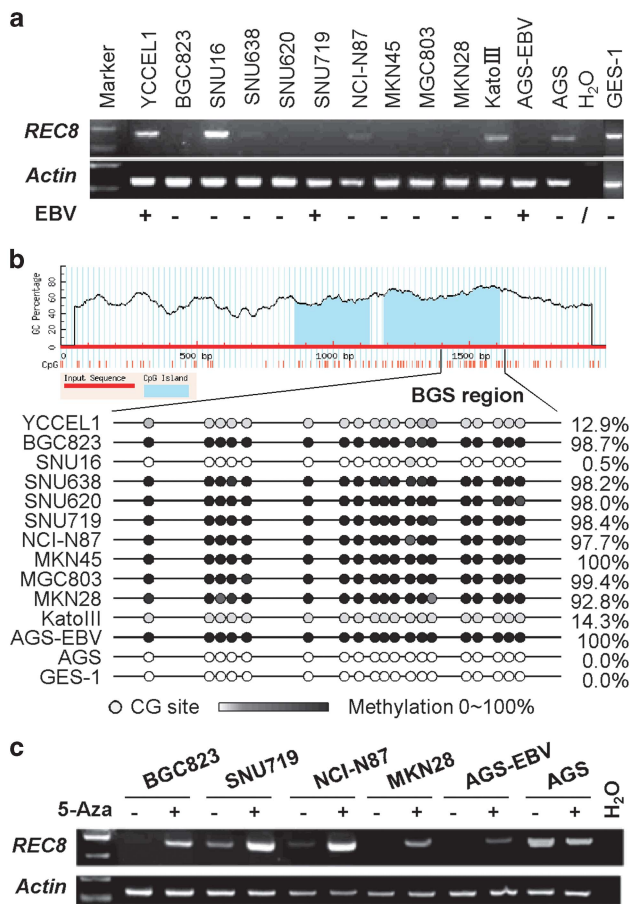 a
Marker YCCEL1 BGC823 SNU16 SNU638 SNU620 SNU719 NCI-N87 MKN45 MGC803 MKN28 KatoIII AGS-EBV AGS H2O GES-1
REC8
Actin
EBV + - - - - + - - - - - + - / -
b
GC Percentage
80
60
40
20
0
0 500 bp 1000 bp 1500 bp
CpG
Input Sequence CpG Island
BGS region
YCCEL1 12.9%
BGC823 98.7%
SNU16 0.5%
SNU638 98.2%
SNU620 98.0%
SNU719 98.4%
NCI-N87 97.7%
MKN45 100%
MGC803 99.4%
MKN28 92.8%
KatoIII 14.3%
AGS-EBV 100%
AGS 0.0%
GES-1 0.0%
CG site Methylation 0~100%
c
BGC823 SNU719 NCI-N87 MKN28 AGS-EBV AGS H2O
5-Aza - + - + - + - + - + - +
REC8
Actin